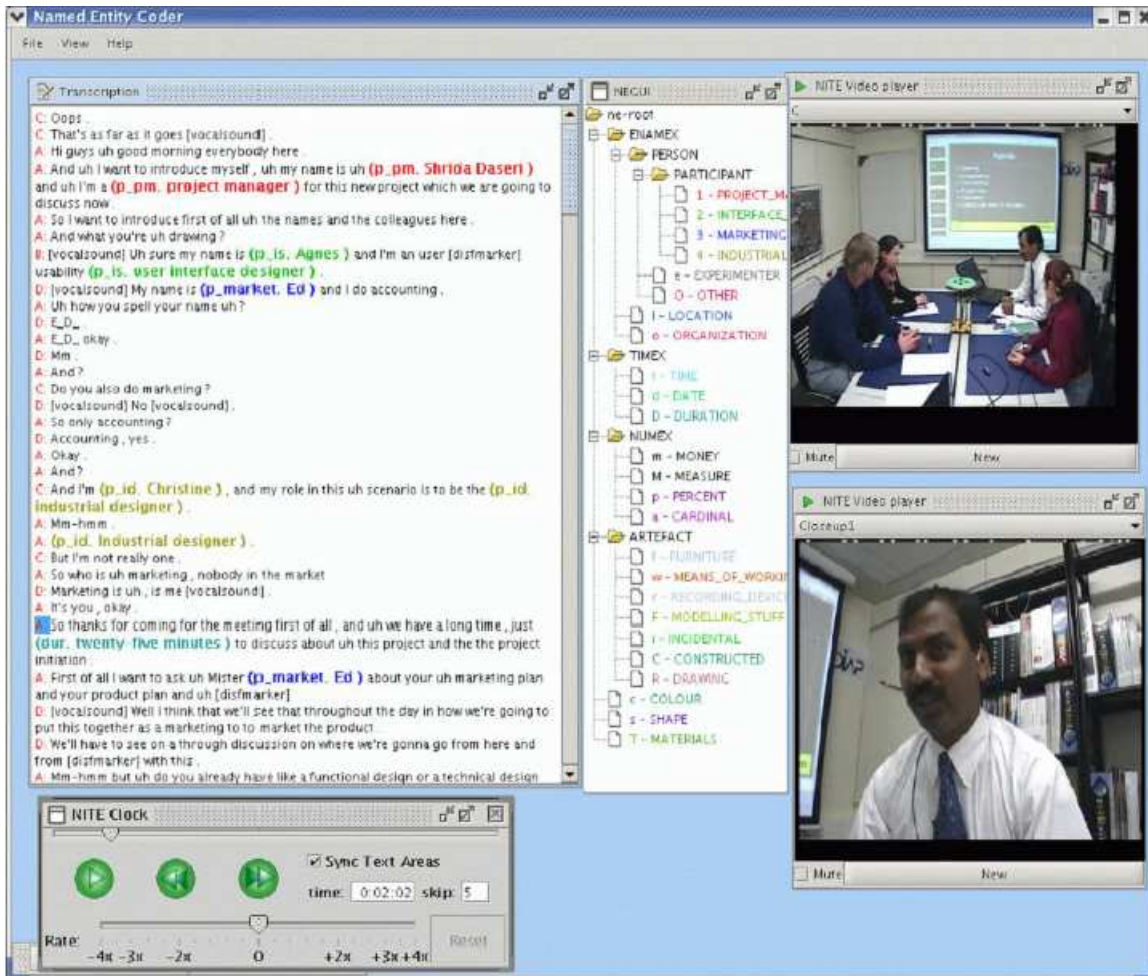 Named Entity Coder
File View Help
Transcription
C: Oops .
C: That's as far as it goes [vocalsound] .
A: Hi guys uh good morning everybody here .
A: And uh I want to introduce myself , uh my name is uh (p_pm. Shrida Daseri )
and uh I'm a (p_pm. project manager ) for this new project which we are going to
discuss now .
A: So I want to introduce first of all uh the names and the colleagues here .
A: And what you're uh drawing ?
B: [vocalsound] Uh sure my name is (p_is. Agnes ) and I'm an user [disfmarker]
usability (p_is. user interface designer ) .
D: [vocalsound] My name is (p_market. Ed ) and I do accounting .
A: Uh how you spell your name uh?
D: E_D_ .
A: E_D_ okay .
D: Mm .
A: And?
C: Do you also do marketing ?
D: [vocalsound] No [vocalsound] .
A: So only accounting ?
D: Accounting , yes .
A: Okay .
A: And?
C: And I'm (p_id. Christine ) , and my role in this uh scenario is to be the (p_id.
industrial designer ) .
A: Mm-hmm .
A: (p_id. Industrial designer ) .
C: But I'm not really one .
A: So who is uh marketing , nobody in the market
D: Marketing is uh , is me [vocalsound] .
A: It's you , okay .
A: So thanks for coming for the meeting first of all , and uh we have a long time , just
(dur. twenty-five minutes ) to discuss about uh this project and the the project
initiation .
A: First of all I want to ask uh Mister (p_market. Ed ) about your uh marketing plan
and your product plan and uh [disfmarker]
D: [vocalsound] Well I think that we'll see that throughout the day in how we're going to
put this together as a marketing to to market the product .
D: We'll have to see on a through discussion on where we're gonna go from here and
from [disfmarker] with this .
A: Mm-hmm but uh do you already have like a functional design or a technical design
NEGUI
ne-root
ENAMEX
PERSON
PARTICIPANT
1 - PROJECT_MA
2 - INTERFACE_
3 - MARKETING
4 - INDUSTRIAL
e - EXPERIMENTER
O - OTHER
l - LOCATION
o - ORGANIZATION
TIMEX
t - TIME
d - DATE
D - DURATION
NUMEX
m - MONEY
M - MEASURE
p - PERCENT
a - CARDINAL
ARTEFACT
f - FURNITURE
w - MEANS_OF_WORKIN
r - RECORDING_DEVIC
F - MODELLING_STUFF
i - INCIDENTAL
C - CONSTRUCTED
R - DRAWING
c - COLOUR
s - SHAPE
T - MATERIALS
NITE Video player
C
Agenda
Mute New
NITE Video player
Closeup1
Mute New
NITE Clock
Sync Text Areas
time: 0:02:02 skip: 5
Rate:
-4x -3x -2x 0 +2x +3x +4x
Reset